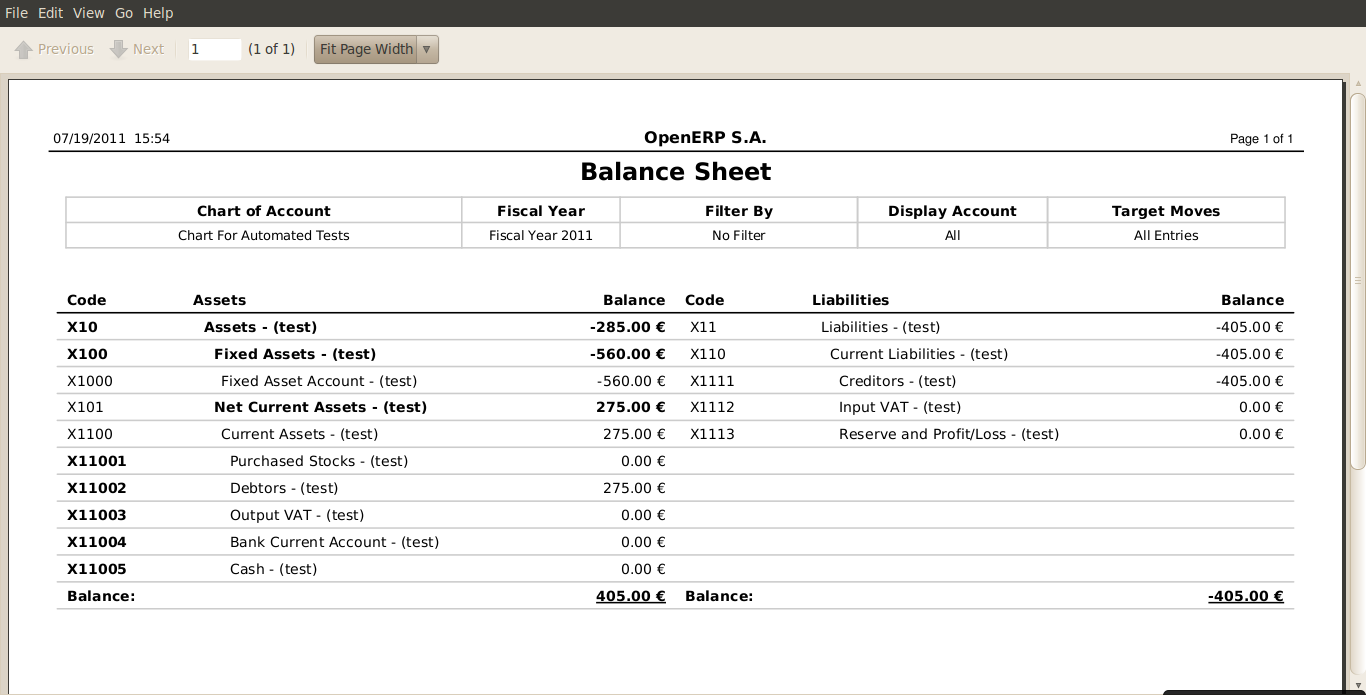 File Edit View Go Help
Previous Next 1 (1 of 1) Fit Page Width
07/19/2011 15:54 OpenERP S.A. Page 1 of 1
Balance Sheet
Chart of Account Fiscal Year Filter By Display Account Target Moves
Chart For Automated Tests Fiscal Year 2011 No Filter All All Entries
Code Assets Balance Code Liabilities Balance
X10 Assets - (test) -285.00 € X11 Liabilities - (test) -405.00 €
X100 Fixed Assets - (test) -560.00 € X110 Current Liabilities - (test) -405.00 €
X1000 Fixed Asset Account - (test) -560.00 € X1111 Creditors - (test) -405.00 €
X101 Net Current Assets - (test) 275.00 € X1112 Input VAT - (test) 0.00 €
X1100 Current Assets - (test) 275.00 € X1113 Reserve and Profit/Loss - (test) 0.00 €
X11001 Purchased Stocks - (test) 0.00 €
X11002 Debtors - (test) 275.00 €
X11003 Output VAT - (test) 0.00 €
X11004 Bank Current Account - (test) 0.00 €
X11005 Cash - (test) 0.00 €
Balance: 405.00 € Balance: -405.00 €